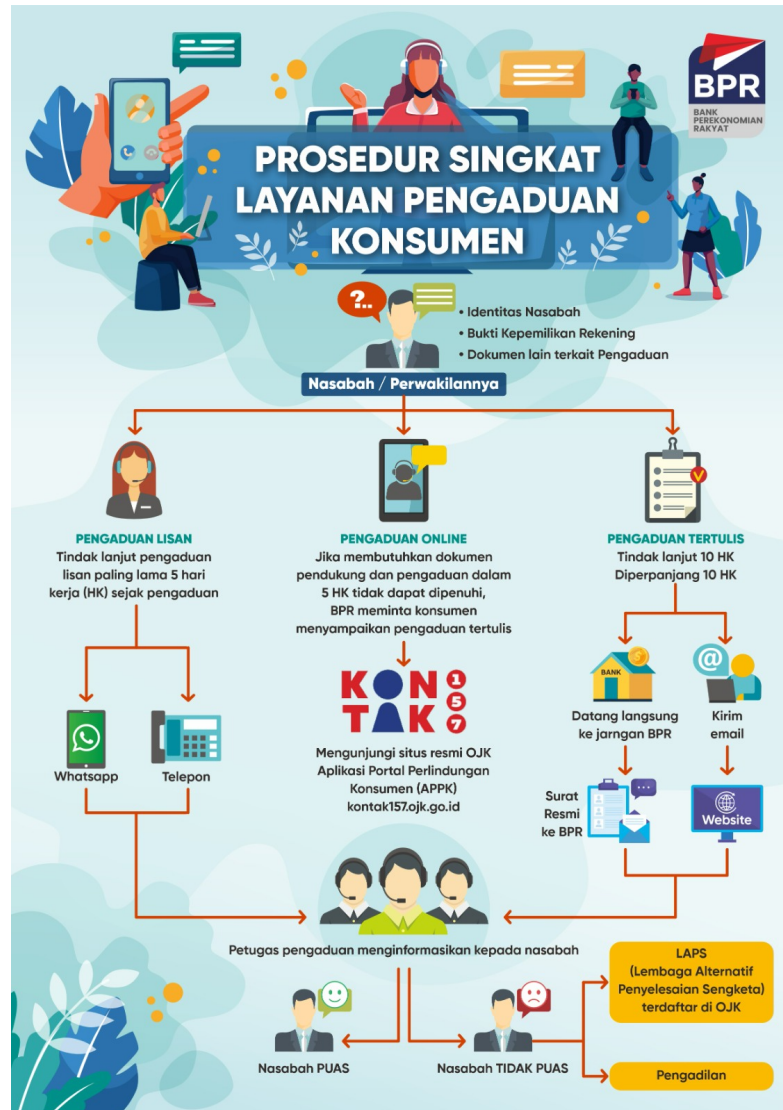 BPR
BANK
PEREKONOMIAN
RAKYAT
PROSEDUR SINGKAT
LAYANAN PENGADUAN
KONSUMEN
?..
• Identitas Nasabah
• Bukti Kepemilikan Rekening
• Dokumen lain terkait Pengaduan
Nasabah / Perwakilannya
PENGADUAN LISAN
Tindak lanjut pengaduan
lisan paling lama 5 hari
kerja (HK) sejak pengaduan
Whatsapp
Telepon
PENGADUAN ONLINE
Jika membutuhkan dokumen
pendukung dan pengaduan dalam
5 HK tidak dapat dipenuhi,
BPR meminta konsumen
menyampaikan pengaduan tertulis
KONTAK 157
Mengunjungi situs resmi OJK
Aplikasi Portal Perlindungan
Konsumen (APPK)
kontak157.ojk.go.id
PENGADUAN TERTULIS
Tindak lanjut 10 HK
Diperpanjang 10 HK
BANK
Datang langsung
ke jarngan BPR
@
Kirim
email
Surat
Resmi
ke BPR
Website
Petugas pengaduan menginformasikan kepada nasabah
Nasabah PUAS
Nasabah TIDAK PUAS
LAPS
(Lembaga Alternatif
Penyelesaian Sengketa)
terdaftar di OJK
Pengadilan